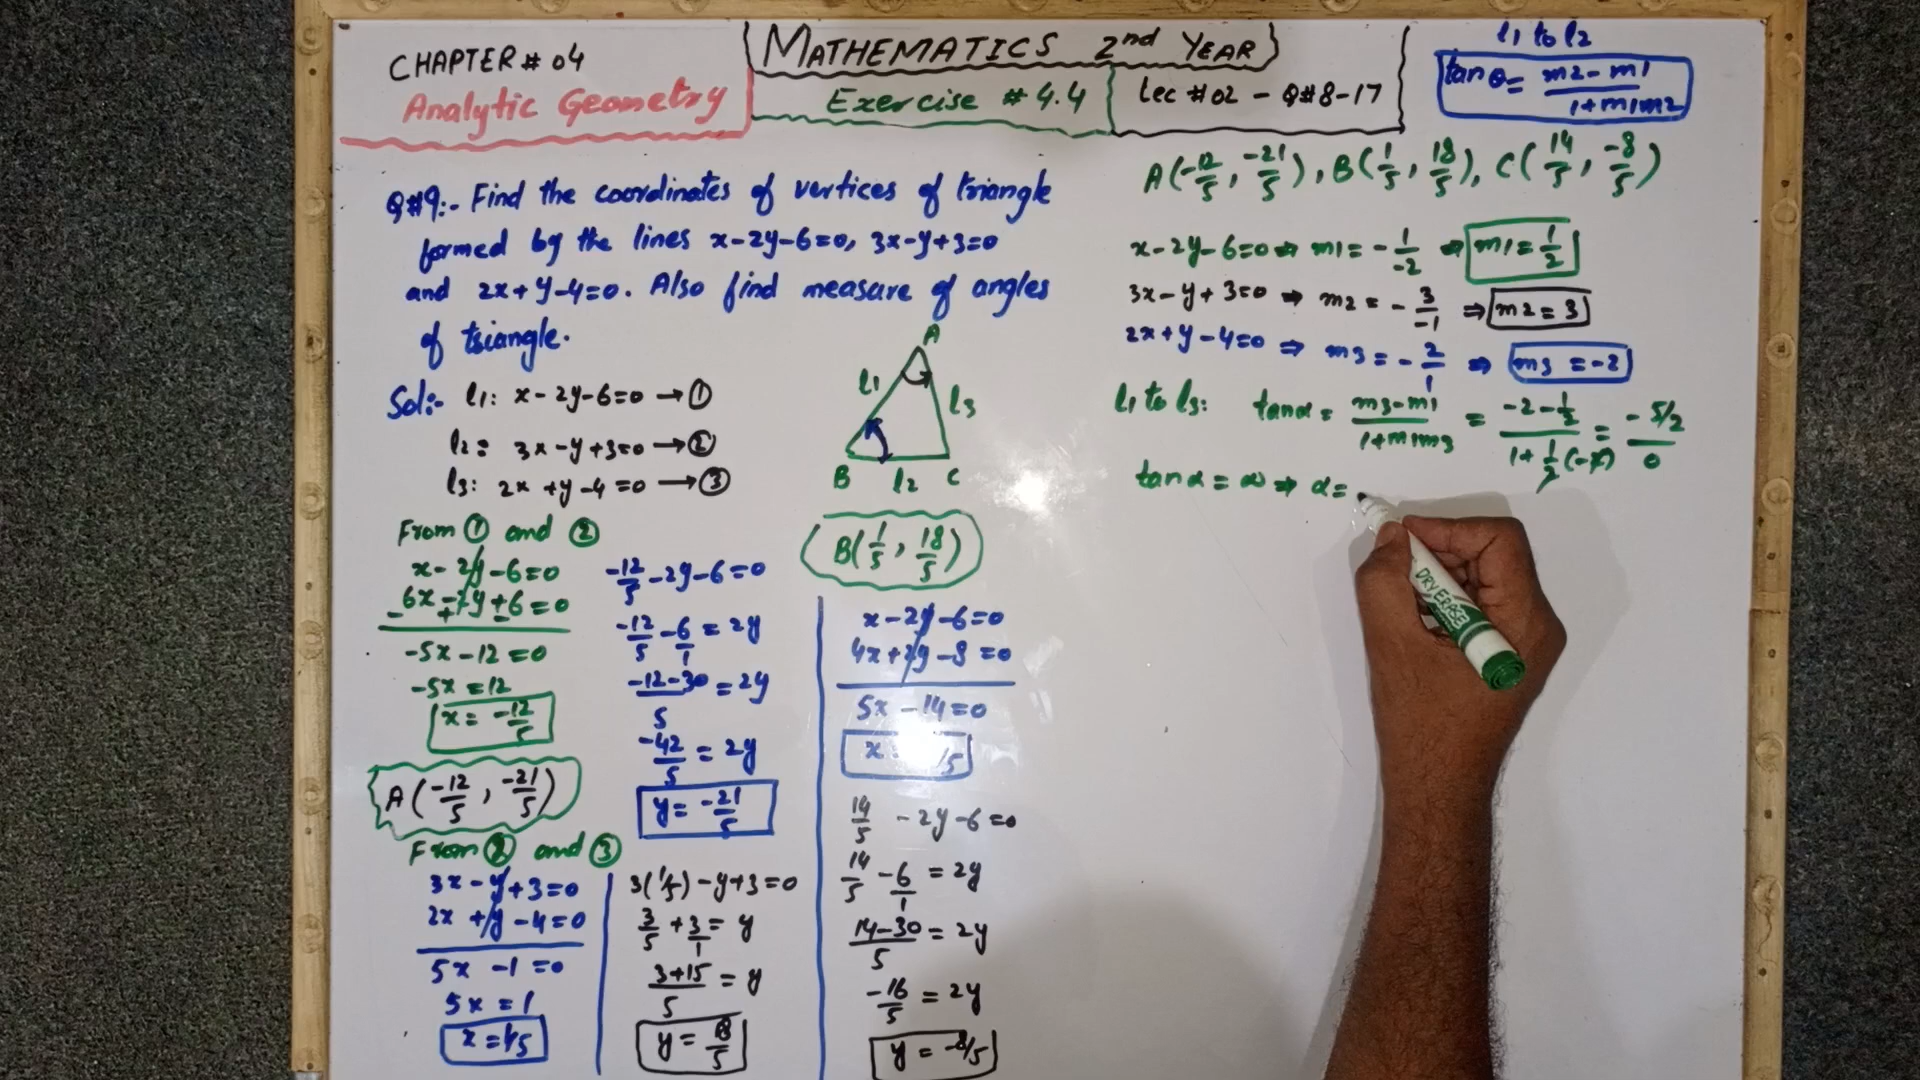 CHAPTER # 04
Analytic Geometry
MATHEMATICS 2nd YEAR
Exercise # 4.4
Lec # 02 - Q#8-17
l1 to l2
tanθ = m2-m1 / 1+m1m2
Q#9:- Find the coordinates of vertices of triangle
formed by the lines x-2y-6=0, 3x-y+3=0
and 2x+y-4=0. Also find measure of angles
of triangle.
Sol:- l1: x-2y-6=0 → ①
l2: 3x-y+3=0 → ②
l3: 2x+y-4=0 → ③
A
l1
l3
B l2 C
From ① and ②
x-2y-6=0
6x-2y+6=0
- + -
-5x-12=0
-5x=12
x= -12/5
A(-12/5, -21/5)
-12/5 -2y-6=0
-12/5 - 6/1 = 2y
-12-30/5 = 2y
-42/5 = 2y
y= -21/5
From ② and ③
3x-y+3=0
2x+y-4=0
5x-1=0
5x=1
x=1/5
3(1/5)-y+3=0
3/5 + 3/1 = y
3+15/5 = y
y= 18/5
B(1/5, 18/5)
x-2y-6=0
4x+2y-8=0
5x-14=0
x= /5
14/5 -2y-6=0
14/5 - 6/1 = 2y
14-30/5 = 2y
-16/5 = 2y
y = -8/5
A(-12/5, -21/5), B(1/5, 18/5), C(14/5, -8/5)
x-2y-6=0 ⇒ m1= - 1/-2 ⇒ m1= 1/2
3x-y+3=0 ⇒ m2 = - 3/-1 ⇒ m2=3
2x+y-4=0 ⇒ m3 = - 2/1 ⇒ m3 =-2
l1 to l3: tanα = m3-m1 / 1+m1m3 = -2-1/2 / 1+1/2(-2) = -5/2 / 0
tanα = ∞ ⇒ α=
DRY ERASE